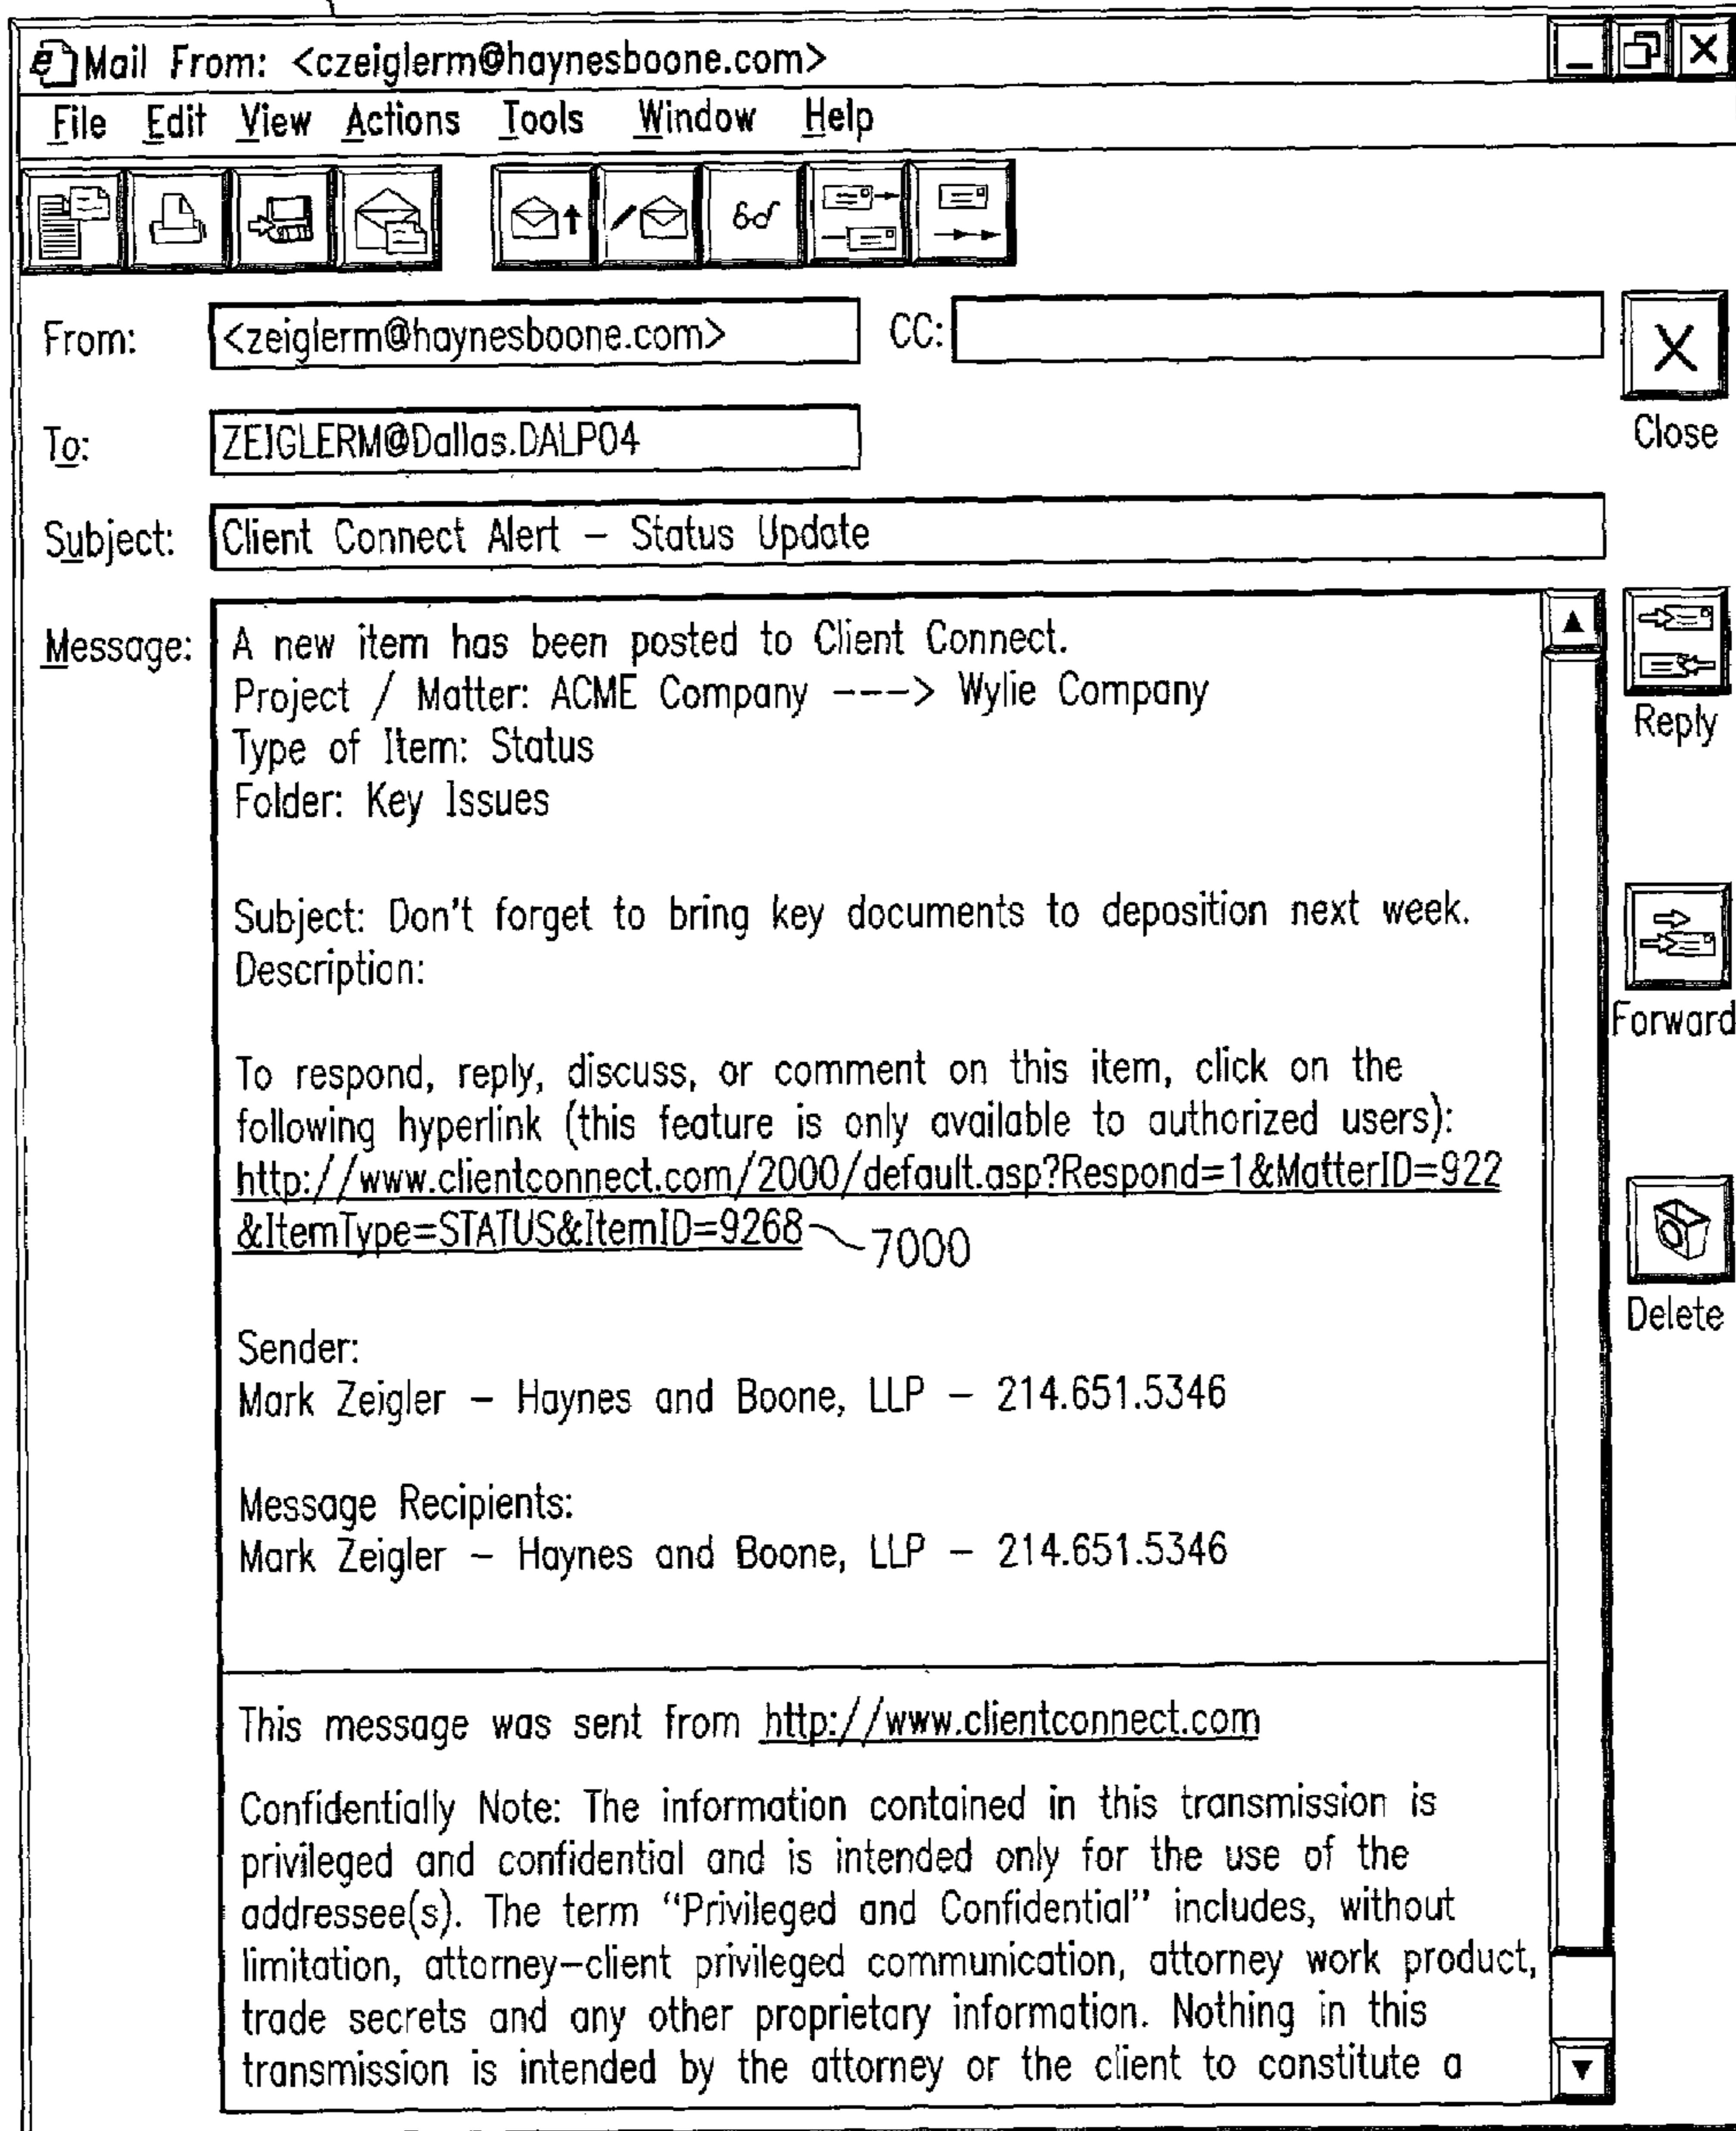 Mail From: <czeiglerm@haynesboone.com>
File Edit View Actions Tools Window Help
From: <zeiglerm@haynesboone.com> CC:
Close
To: ZEIGLERM@Dallas.DALPO4
Subject: Client Connect Alert – Status Update
Message: A new item has been posted to Client Connect.
Project / Matter: ACME Company ---> Wylie Company
Reply
Type of Item: Status
Folder: Key Issues
Subject: Don't forget to bring key documents to deposition next week.
Description:
Forward
To respond, reply, discuss, or comment on this item, click on the
following hyperlink (this feature is only available to authorized users):
http://www.clientconnect.com/2000/default.asp?Respond=1&MatterID=922
&ItemType=STATUS&ItemID=9268 7000
Delete
Sender:
Mark Zeigler – Haynes and Boone, LLP – 214.651.5346
Message Recipients:
Mark Zeigler – Haynes and Boone, LLP – 214.651.5346
This message was sent from http://www.clientconnect.com
Confidentially Note: The information contained in this transmission is
privileged and confidential and is intended only for the use of the
addressee(s). The term “Privileged and Confidential” includes, without
limitation, attorney–client privileged communication, attorney work product,
trade secrets and any other proprietary information. Nothing in this
transmission is intended by the attorney or the client to constitute a